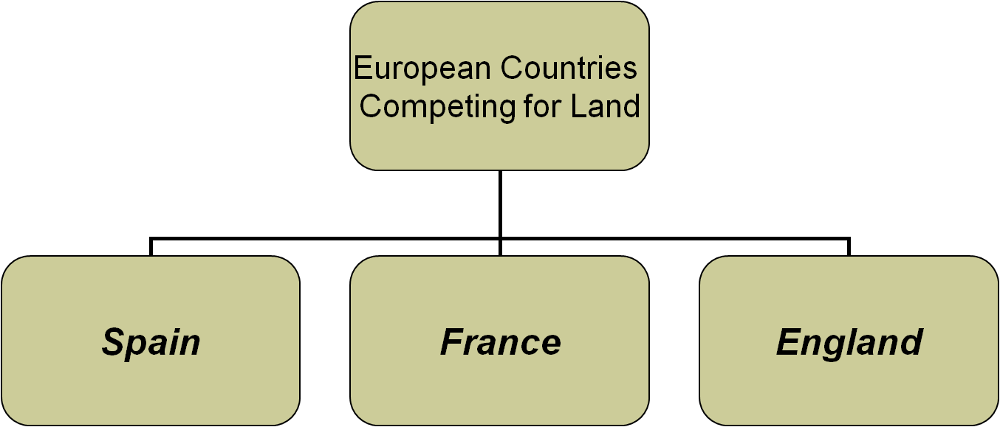 European Countries
Competing for Land
Spain
France
England